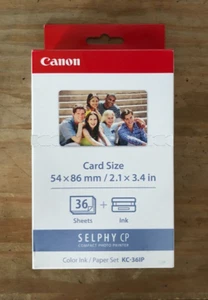 Canon
Card Size
54 × 86 mm / 2.1 × 3.4 in
36
+
Sheets
Ink
SELPHY CP
COMPACT PHOTO PRINTER
Color Ink / Paper Set KC-36IP